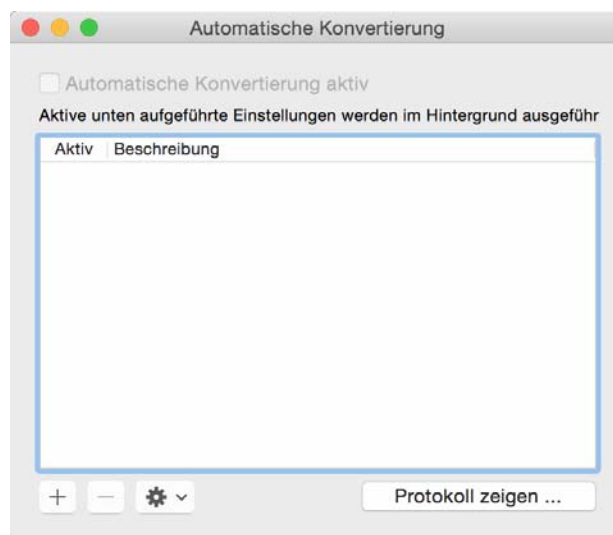 Automatische Konvertierung
Automatische Konvertierung aktiv
Aktive unten aufgeführte Einstellungen werden im Hintergrund ausgeführ
Aktiv Beschreibung
Protokoll zeigen ...